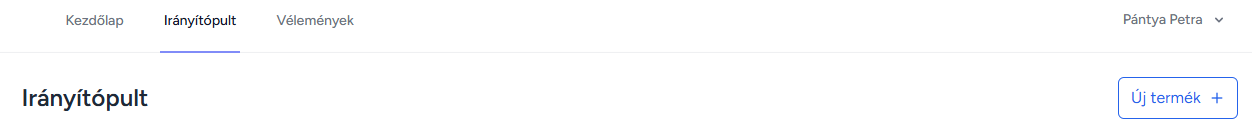 Kezdőlap Irányítópult Vélemények Pántya Petra
Irányítópult Új termék +